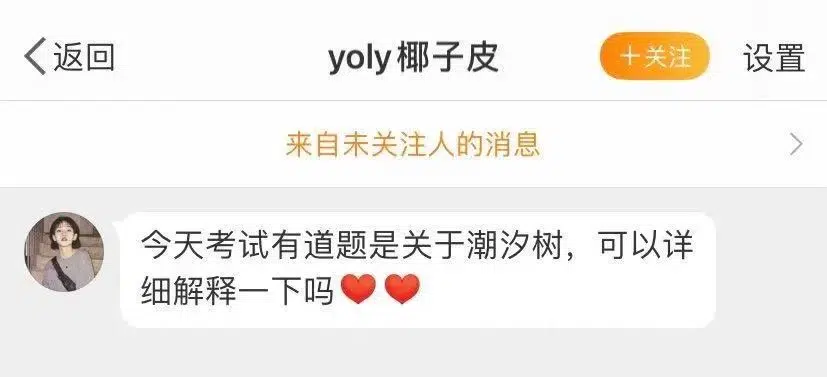 返回
yoly椰子皮
+关注
设置
来自未关注人的消息
今天考试有道题是关于潮汐树，可以详
细解释一下吗❤️❤️